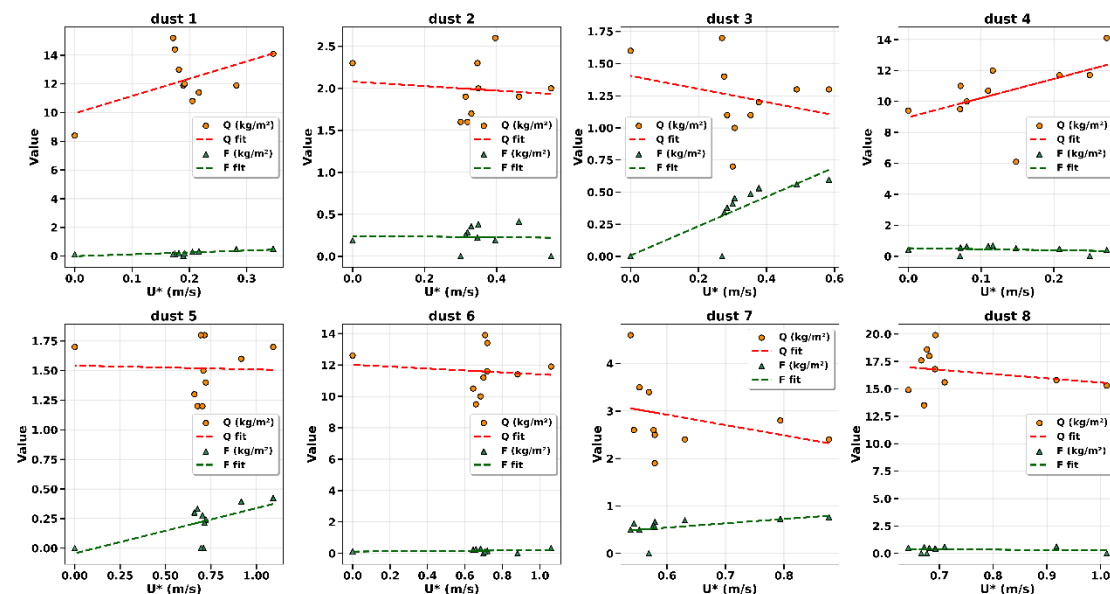 dust 1
Value
14
12
10
8
6
4
2
0
Q (kg/m²)
Q fit
F (kg/m²)
F fit
0.0
0.1
0.2
0.3
U* (m/s)
dust 2
Value
2.5
2.0
1.5
1.0
0.5
0.0
Q (kg/m²)
Q fit
F (kg/m²)
F fit
0.0
0.2
0.4
U* (m/s)
dust 3
Value
1.75
1.50
1.25
1.00
0.75
0.50
0.25
0.00
Q (kg/m²)
Q fit
F (kg/m²)
F fit
0.0
0.1
0.2
0.3
0.4
0.5
0.6
U* (m/s)
dust 4
Value
14
12
10
8
6
4
2
0
Q (kg/m²)
Q fit
F (kg/m²)
F fit
0.0
0.1
0.2
U* (m/s)
dust 5
Value
1.75
1.50
1.25
1.00
0.75
0.50
0.25
0.00
Q (kg/m²)
Q fit
F (kg/m²)
F fit
0.00
0.25
0.50
0.75
1.00
U* (m/s)
dust 6
Value
14
12
10
8
6
4
2
0
Q (kg/m²)
Q fit
F (kg/m²)
F fit
0.0
0.2
0.4
0.6
0.8
1.0
U* (m/s)
dust 7
Value
4
3
2
1
0
Q (kg/m²)
Q fit
F (kg/m²)
F fit
0.6
0.7
0.8
U* (m/s)
dust 8
Value
20.0
17.5
15.0
12.5
10.0
7.5
5.0
2.5
0.0
Q (kg/m²)
Q fit
F (kg/m²)
F fit
0.7
0.8
0.9
1.0
U* (m/s)